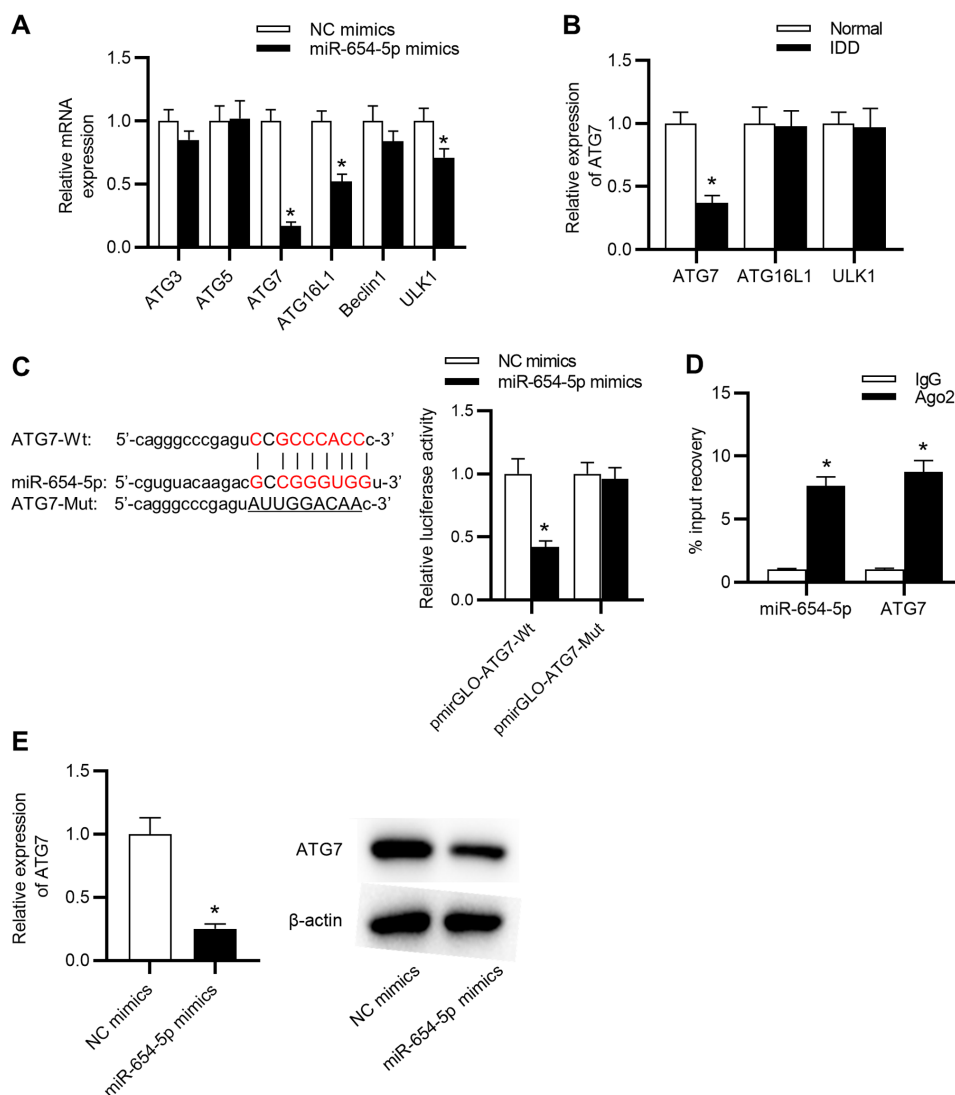 A
NC mimics
miR-654-5p mimics
Relative mRNA
expression
1.5
1.0
0.5
0.0
*
*
*
ATG3
ATG5
ATG7
ATG16L1
Beclin1
ULK1
B
Normal
IDD
Relative expression
of ATG7
1.5
1.0
0.5
0.0
*
ATG7
ATG16L1
ULK1
C
ATG7-Wt: 5'-cagggcccgaguCCGCCCACCc-3'
miR-654-5p: 5'-cguguacaagacGCCGGGUGGu-3'
ATG7-Mut: 5'-cagggcccgaguAUUGGACAAc-3'
NC mimics
miR-654-5p mimics
Relative luciferase activity
1.5
1.0
0.5
0.0
*
pmirGLO-ATG7-Wt
pmirGLO-ATG7-Mut
D
IgG
Ago2
% input recovery
15
10
5
0
*
*
miR-654-5p
ATG7
E
Relative expression
of ATG7
1.5
1.0
0.5
0.0
*
NC mimics
miR-654-5p mimics
ATG7
β-actin
NC mimics
miR-654-5p mimics